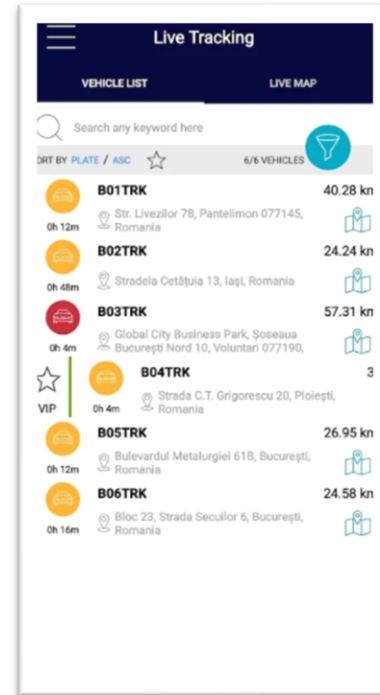 Live Tracking
VEHICLE LIST
LIVE MAP
Search any keyword here
ORT BY PLATE / ASC
6/6 VEHICLES
B01TRK
40.28 kn
Str. Livezilor 78, Pantelimon 077145,
0h 12m
Romania
B02TRK
24.24 kn
Stradela Cetățuia 13, Iași, Romania
0h 48m
B03TRK
57.31 kn
Global City Business Park, Șoseaua
0h 4m
București Nord 10, Voluntari 077190,
B04TRK
3
Strada C.T. Grigorescu 20, Ploiești,
VIP
0h 4m
Romania
B05TRK
26.95 kn
Bulevardul Metalurgiei 61B, București,
0h 12m
Romania
B06TRK
24.58 kn
Bloc 23, Strada Secuilor 6, București,
0h 16m
Romania